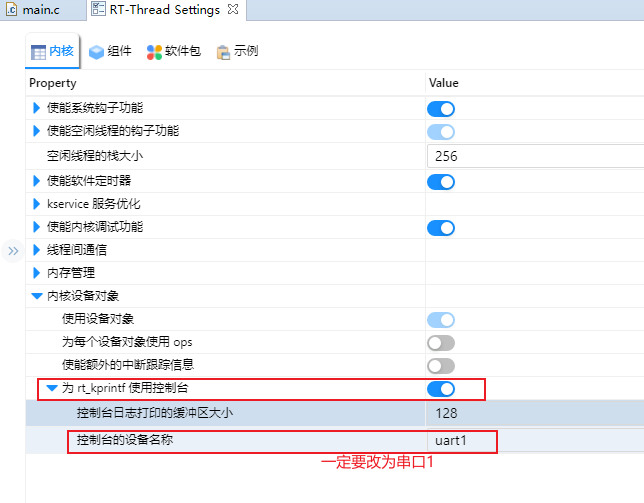 main.c RT-Thread Settings
内核 组件 软件包 示例
Property Value
使能系统钩子功能
使能空闲线程的钩子功能
空闲线程的栈大小 256
使能软件定时器
kservice 服务优化
使能内核调试功能
线程间通信
内存管理
内核设备对象
使用设备对象
为每个设备对象使用 ops
使能额外的中断跟踪信息
为 rt_kprintf 使用控制台
控制台日志打印的缓冲区大小 128
控制台的设备名称 uart1
一定要改为串口1